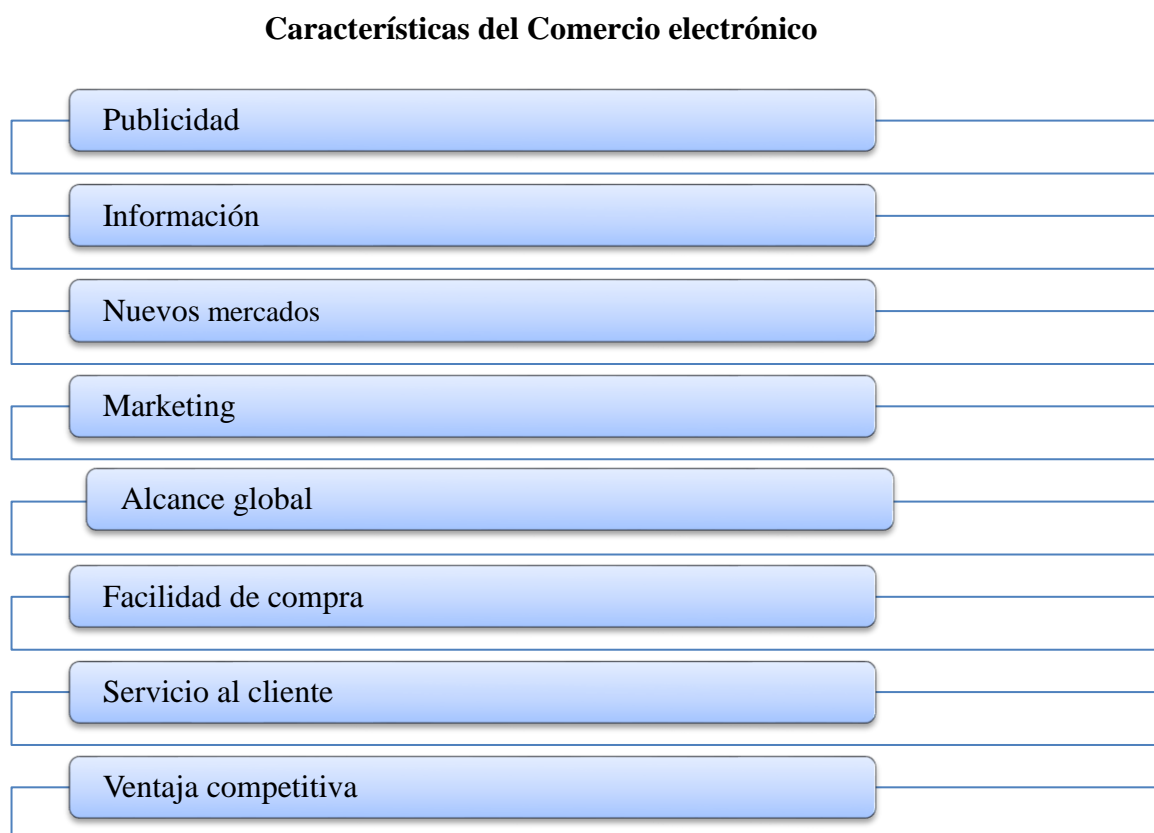 Características del Comercio electrónico
Publicidad
Información
Nuevos mercados
Marketing
Alcance global
Facilidad de compra
Servicio al cliente
Ventaja competitiva